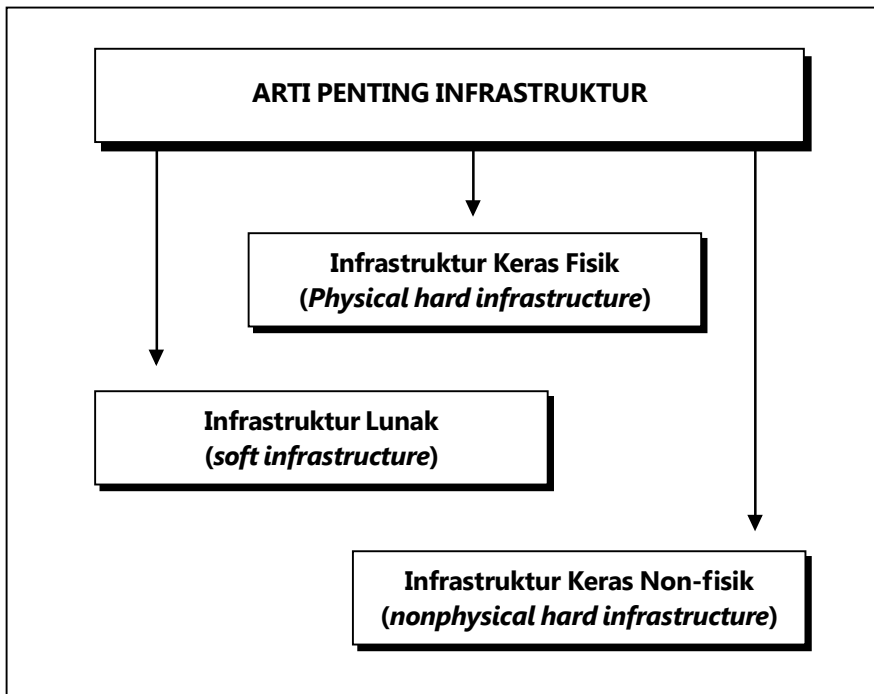 ARTI PENTING INFRASTRUKTUR
Infrastruktur Keras Fisik
(Physical hard infrastructure)
Infrastruktur Lunak
(soft infrastructure)
Infrastruktur Keras Non-fisik
(nonphysical hard infrastructure)